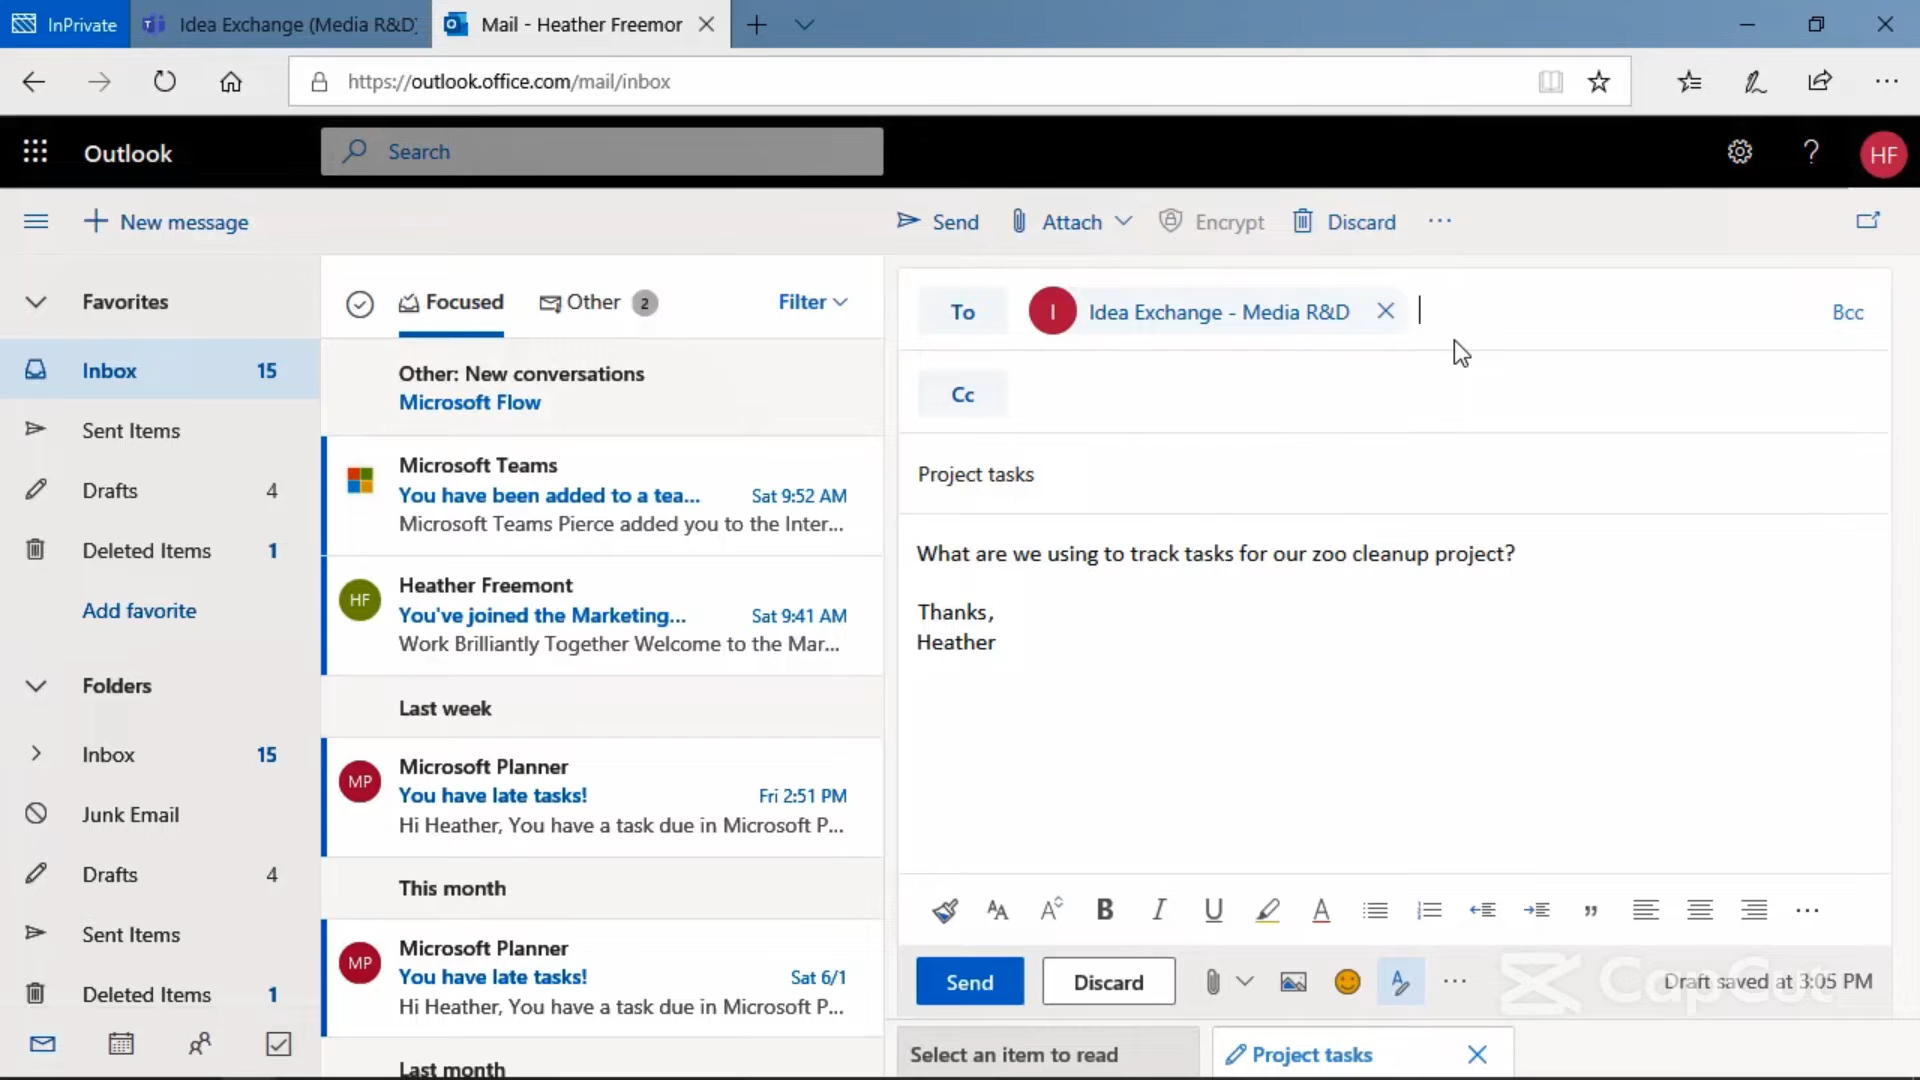 InPrivate
Idea Exchange (Media R&D)
Mail - Heather Freemor
https://outlook.office.com/mail/inbox
Outlook
Search
HF
New message
Send
Attach
Encrypt
Discard
Favorites
Inbox 15
Sent Items
Drafts 4
Deleted Items 1
Add favorite
Folders
Inbox 15
Junk Email
Drafts 4
Sent Items
Deleted Items 1
Focused
Other 2
Filter
Other: New conversations
Microsoft Flow
Microsoft Teams
You have been added to a tea... Sat 9:52 AM
Microsoft Teams Pierce added you to the Inter...
HF
Heather Freemont
You've joined the Marketing... Sat 9:41 AM
Work Brilliantly Together Welcome to the Mar...
Last week
MP
Microsoft Planner
You have late tasks! Fri 2:51 PM
Hi Heather, You have a task due in Microsoft P...
This month
MP
Microsoft Planner
You have late tasks! Sat 6/1
Hi Heather, You have a task due in Microsoft P...
Last month
To
I Idea Exchange - Media R&D
Bcc
Cc
Project tasks
What are we using to track tasks for our zoo cleanup project?
Thanks,
Heather
Send
Discard
CapCut
Draft saved at 3:05 PM
Select an item to read
Project tasks